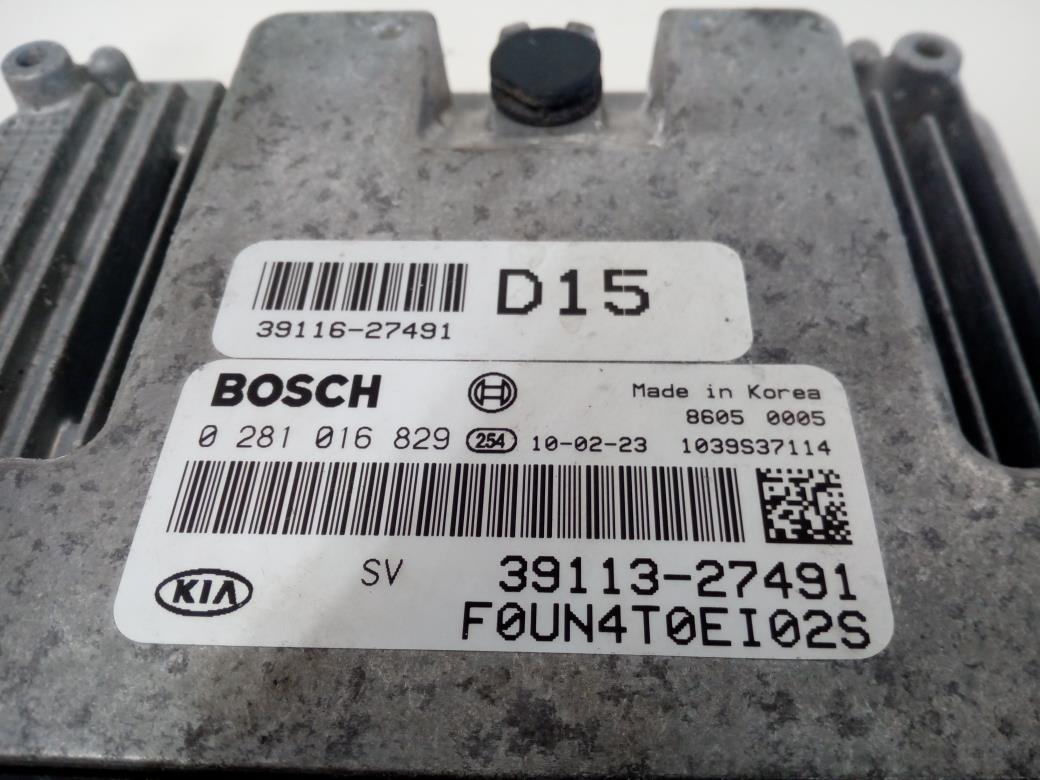 D15
39116-27491
BOSCH
Made in Korea
8605 0005
0 281 016 829 254 10-02-23 1039S37114
SV 39113-27491
KIA
F0UN4T0EI02S